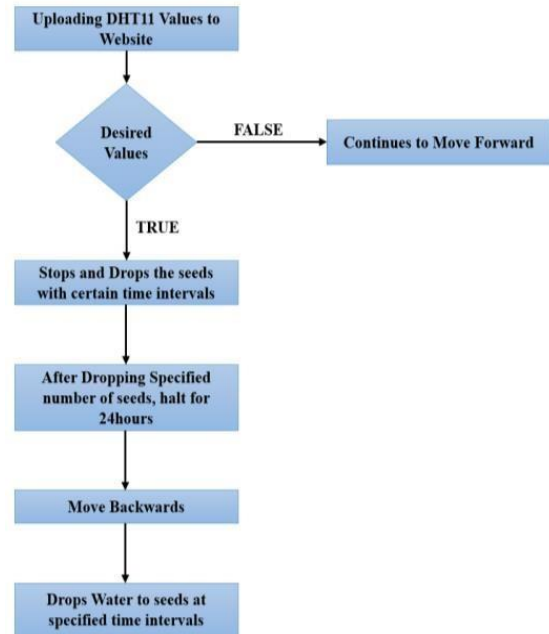 Uploading DHT11 Values to
Website
Desired
Values
FALSE
Continues to Move Forward
TRUE
Stops and Drops the seeds
with certain time intervals
After Dropping Specified
number of seeds, halt for
24hours
Move Backwards
Drops Water to seeds at
specified time intervals